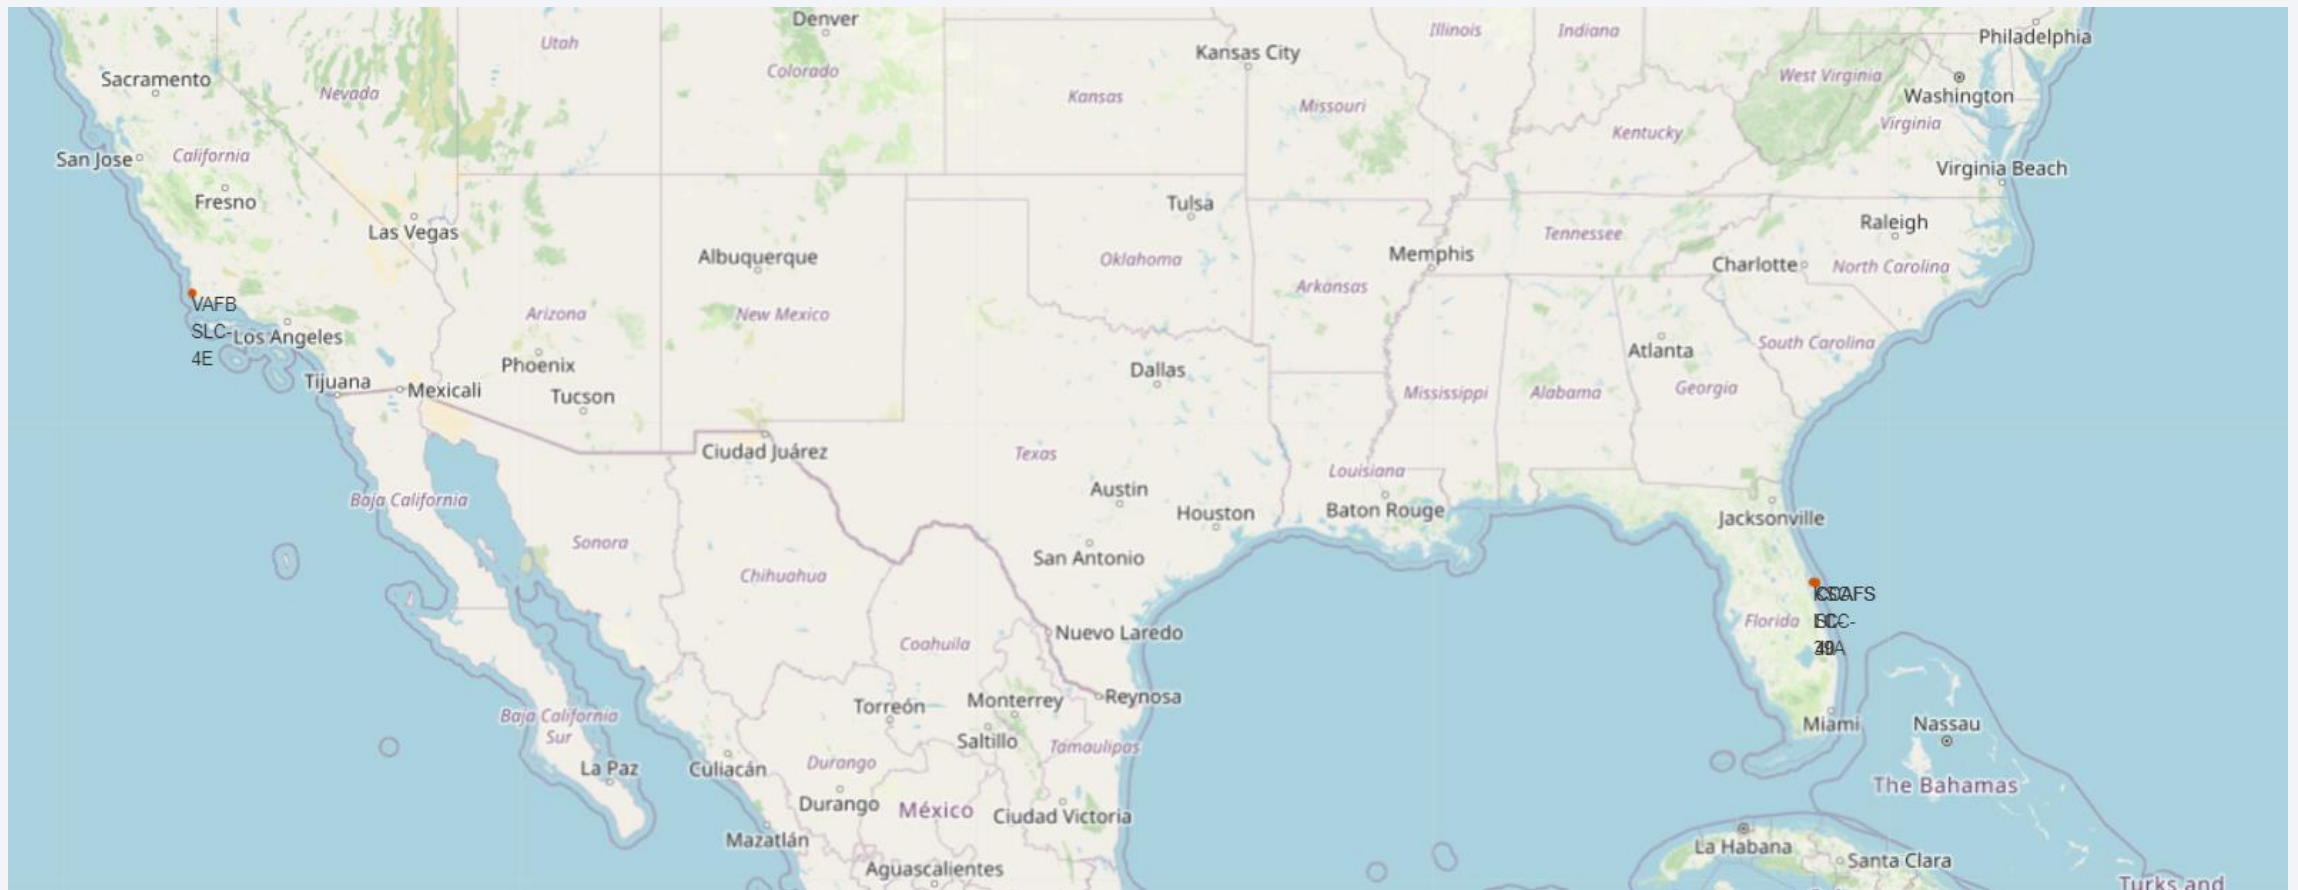 Denver
Philadelphia
Illinois
Indiana
Utah
Kansas City
Colorado
West Virginia
Sacramento
Nevada
Kansas
Missouri
Washington
Virginia
Kentucky
San Jose
California
Virginia Beach
Fresno
Tulsa
Raleigh
Las Vegas
Tennessee
Albuquerque
Oklahoma
Memphis
Charlotte
North Carolina
Arkansas
VAFB
SLC-
4E
Arizona
New Mexico
Los Angeles
South Carolina
Atlanta
Phoenix
Dallas
Tijuana
Mexicali
Mississippi
Alabama
Georgia
Tucson
Ciudad Juárez
Texas
Louisiana
Austin
Baja California
Houston
Baton Rouge
Jacksonville
Sonora
San Antonio
Chihuahua
Florida
Nuevo Laredo
Coahuila
Reynosa
Monterrey
Torreón
Baja California
Sur
Miami
Nassau
Saltillo
Tamaulipas
Durango
La Paz
Culiacán
The Bahamas
Durango
México
Ciudad Victoria
Mazatlán
La Habana
Santa Clara
Aguascalientes
Turks and